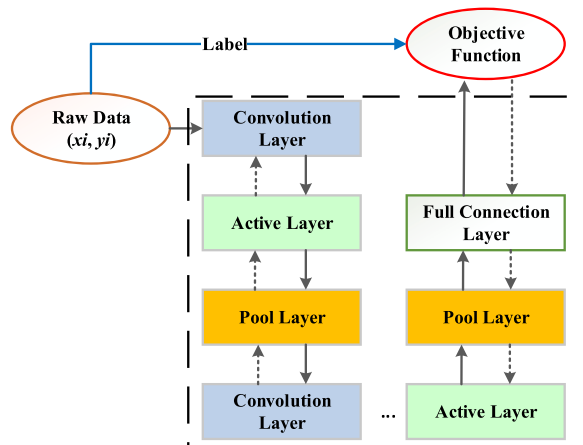 Objective
Function
Label
Raw Data
(xi, yi)
Convolution
Layer
Active Layer
Full Connection
Layer
Pool Layer
Pool Layer
Convolution
Layer
...
Active Layer